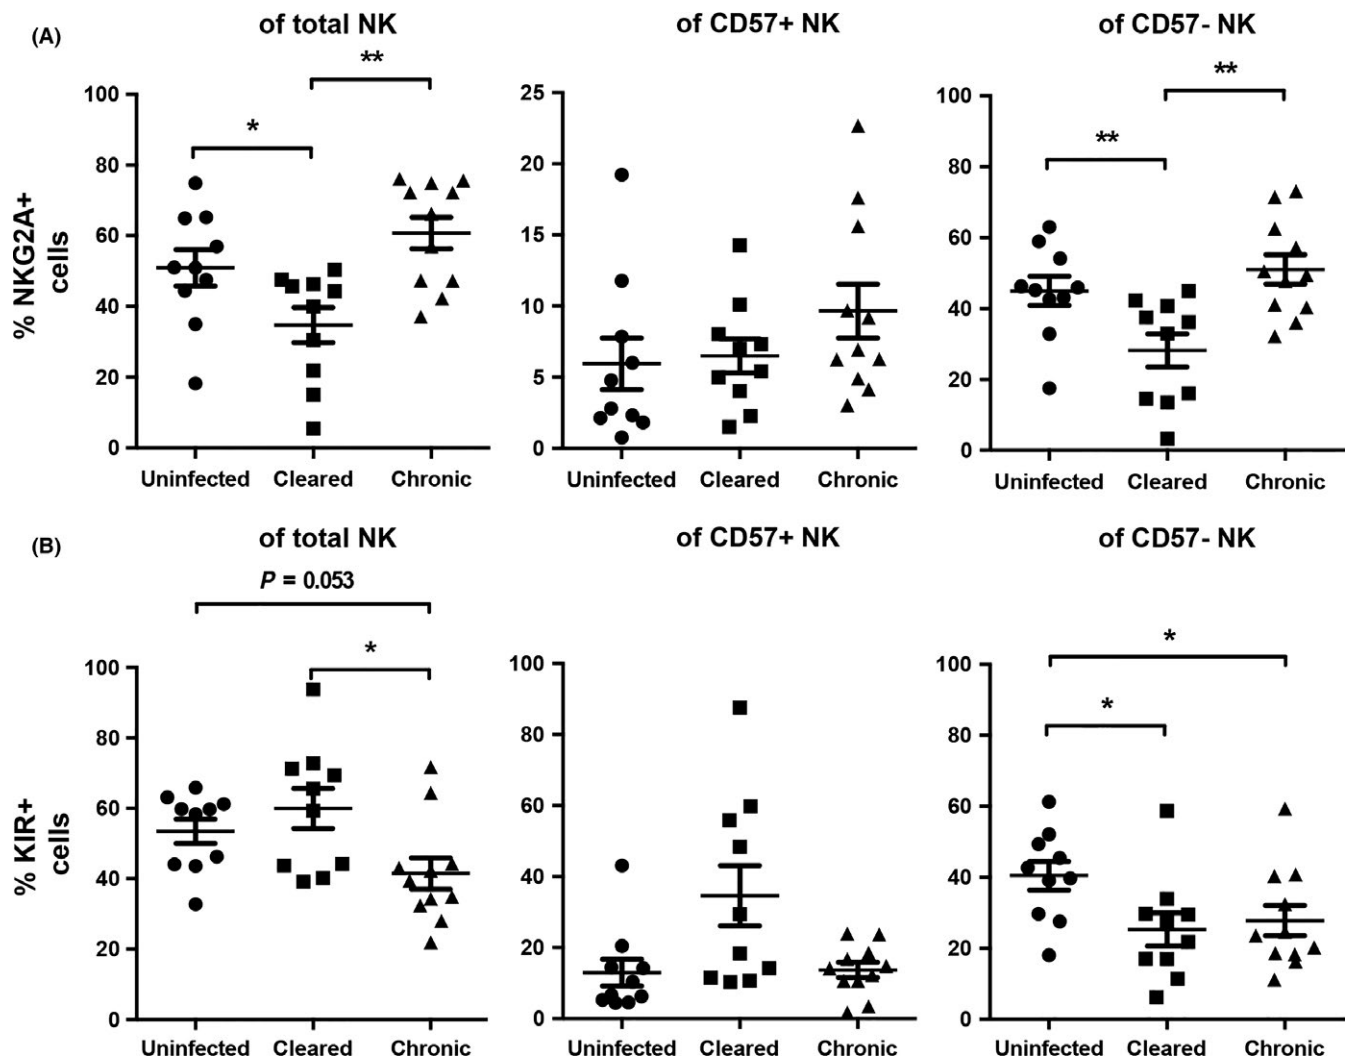 (A)
of total NK
of CD57+ NK
of CD57- NK
% NKG2A+
cells
100
80
60
40
20
0
*
**
Uninfected Cleared Chronic
25
20
15
10
5
0
Uninfected Cleared Chronic
100
80
60
40
20
0
**
**
Uninfected Cleared Chronic
(B)
of total NK
of CD57+ NK
of CD57- NK
% KIR+
cells
P = 0.053
*
100
80
60
40
20
0
Uninfected Cleared Chronic
100
80
60
40
20
0
Uninfected Cleared Chronic
*
*
100
80
60
40
20
0
Uninfected Cleared Chronic